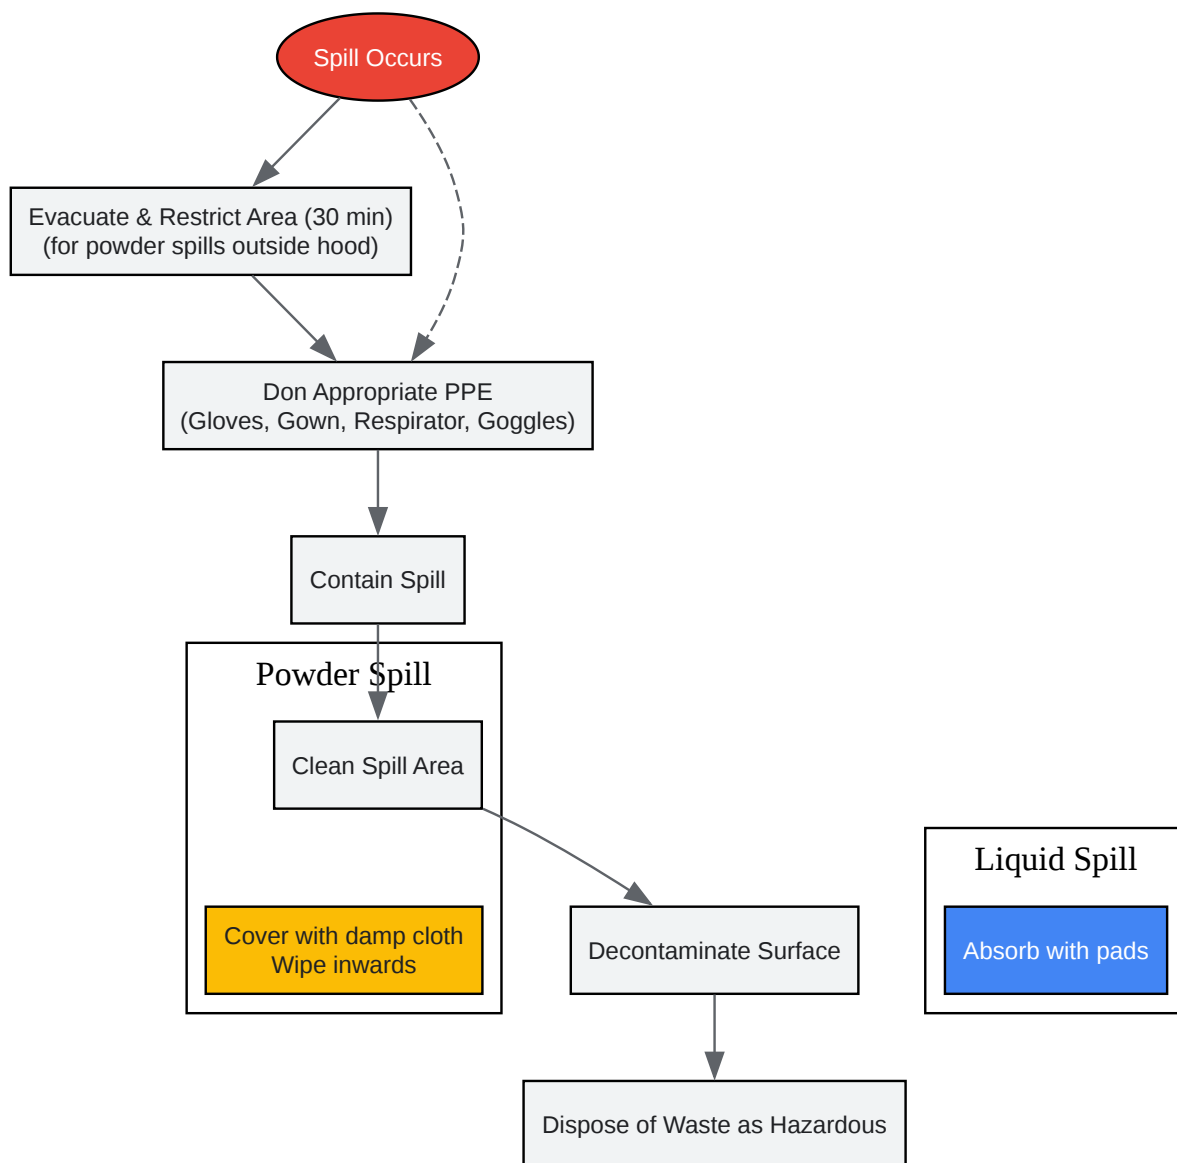 Spill Occurs
Evacuate & Restrict Area (30 min)
(for powder spills outside hood)
Don Appropriate PPE
(Gloves, Gown, Respirator, Goggles)
Contain Spill
Powder Spill
Clean Spill Area
Cover with damp cloth
Wipe inwards
Decontaminate Surface
Liquid Spill
Absorb with pads
Dispose of Waste as Hazardous